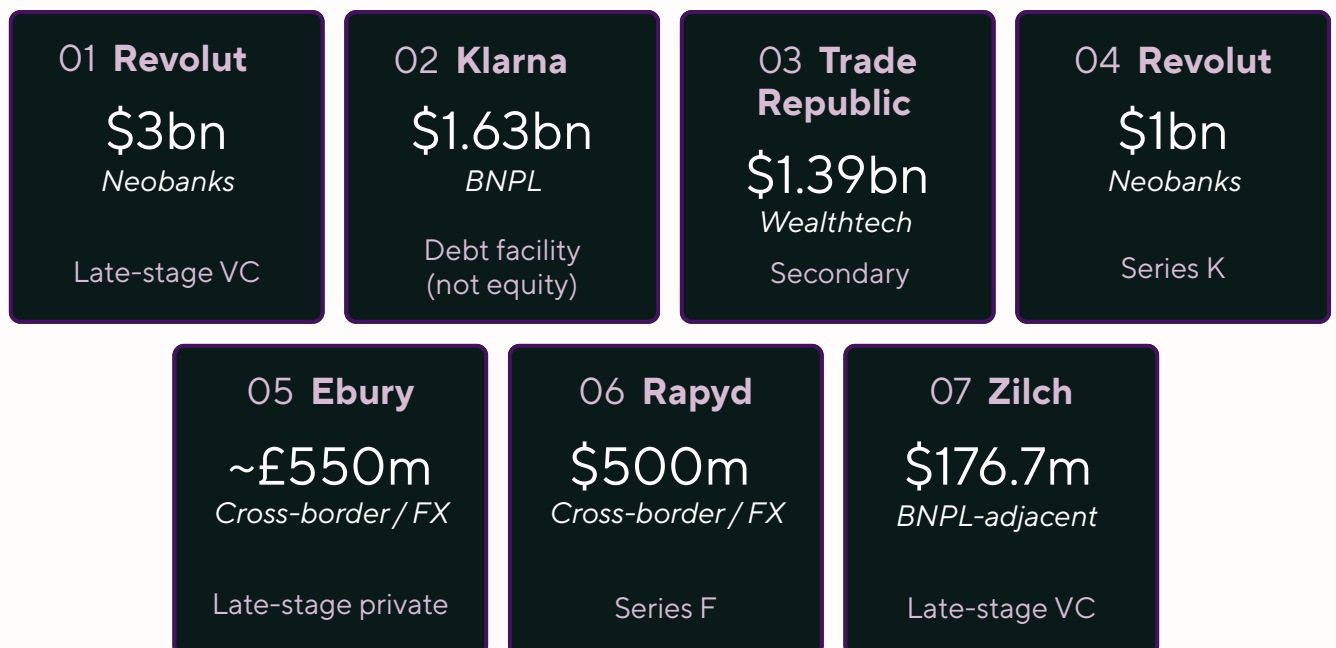 01 Revolut
$3bn
Neobanks
Late-stage VC
02 Klarna
$1.63bn
BNPL
Debt facility
(not equity)
03 Trade
Republic
$1.39bn
Wealthtech
Secondary
04 Revolut
$1bn
Neobanks
Series K
05 Ebury
~£550m
Cross-border / FX
Late-stage private
06 Rapyd
$500m
Cross-border / FX
Series F
07 Zilch
$176.7m
BNPL-adjacent
Late-stage VC